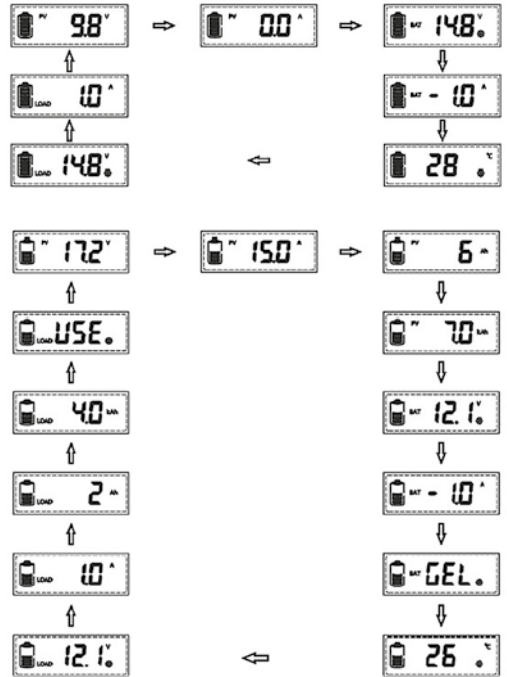 PV 9.8 V
PV 0.0 A
BAT 14.8 V
LOAD 1.0 A
BAT - 1.0 A
LOAD 14.8 V
28 °C
PV 17.2 V
PV 15.0 A
PV 6 Ah
LOAD USE
PV 7.0 kAh
LOAD 4.0 kAh
BAT 12.1 V
LOAD 2 Ah
BAT - 1.0 A
LOAD 1.0 A
BAT GEL
LOAD 12.1 V
26 °C